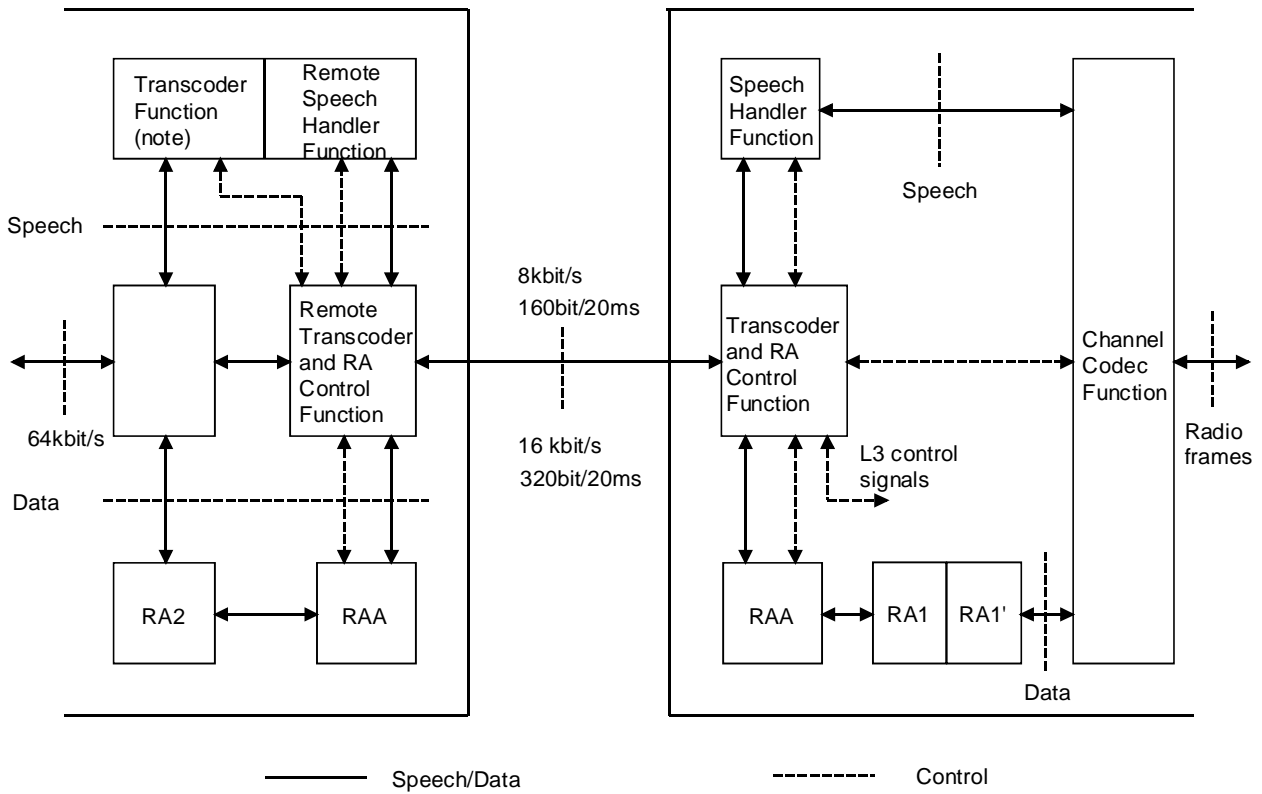 Transcoder
Function
(note)
Remote
Speech
Handler
Function
Speech
Handler
Function
Speech
Speech
8kbit/s
160bit/20ms
Remote
Transcoder
and RA
Control
Function
Transcoder
and RA
Control
Function
Channel
Codec
Function
64kbit/s
16 kbit/s
320bit/20ms
L3 control
signals
Radio
frames
Data
RA2
RAA
RAA
RA1
RA1'
Data
Speech/Data
Control